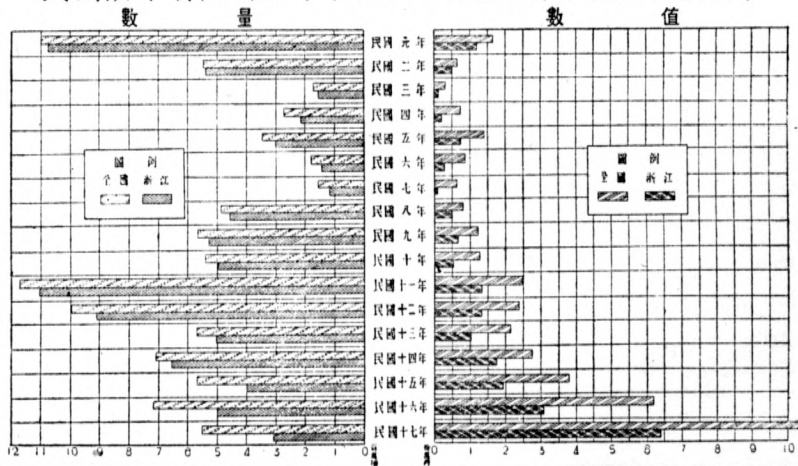 數量
數值
民國元年
民國二年
民國三年
民國四年
民國五年
民國六年
民國七年
民國八年
民國九年
民國十年
民國十一年
民國十二年
民國十三年
民國十四年
民國十五年
民國十六年
民國十七年
圖例
全國 浙江
圖例
全國 浙江
12 11 10 9 8 7 6 5 4 3 2 1 0
0 1 2 3 4 5 6 7 8 9 10